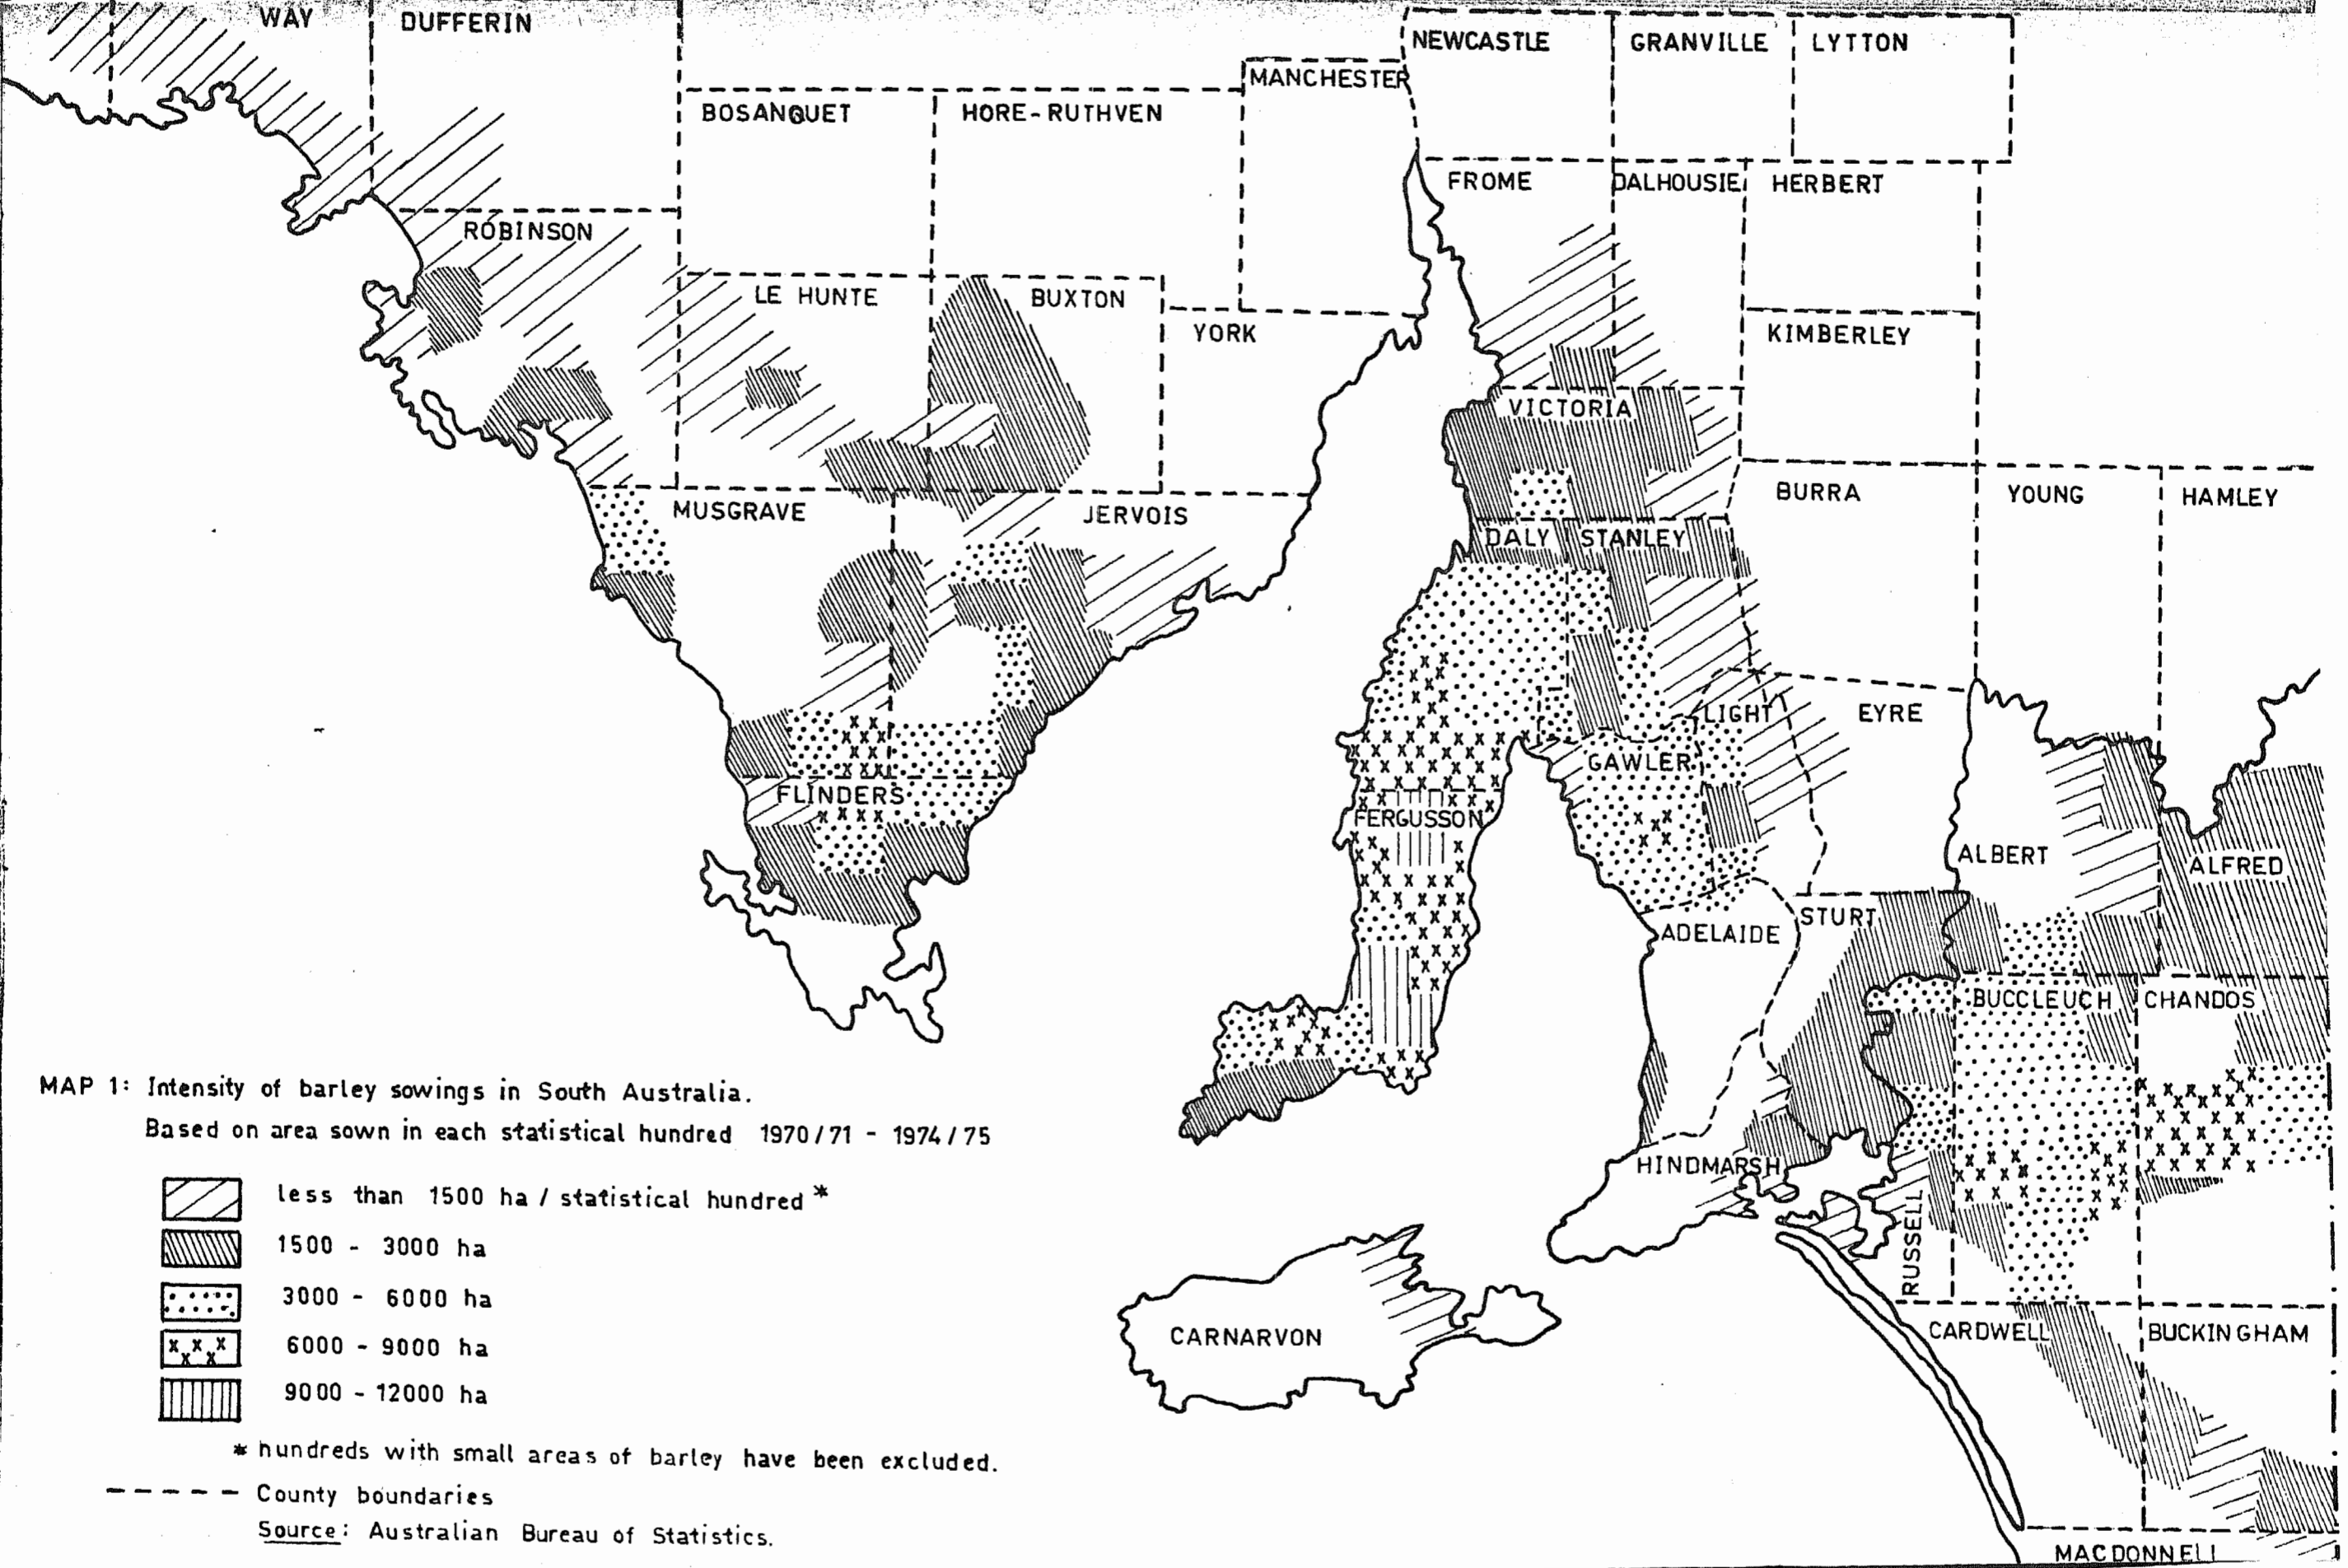 WAY
DUFFERIN
NEWCASTLE
GRANVILLE
LYTTON
MANCHESTER
BOSANQUET
HORE-RUTHVEN
FROME
DALHOUSIE
HERBERT
ROBINSON
LE HUNTE
BUXTON
YORK
KIMBERLEY
VICTORIA
MUSGRAVE
JERVOIS
BURRA
YOUNG
HAMLEY
DALY
STANLEY
LIGHT
EYRE
GAWLER
FLINDERS
FERGUSSON
ALBERT
ALFRED
ADELAIDE
STURT
BUCCLEUCH
CHANDOS
HINDMARSH
RUSSELL
CARNARVON
CARDWELL
BUCKINGHAM
MACDONNELL
MAP 1: Intensity of barley sowings in South Australia.
Based on area sown in each statistical hundred 1970/71 - 1974/75
less than 1500 ha / statistical hundred *
1500 - 3000 ha
3000 - 6000 ha
6000 - 9000 ha
9000 - 12000 ha
* hundreds with small areas of barley have been excluded.
County boundaries
Source: Australian Bureau of Statistics.